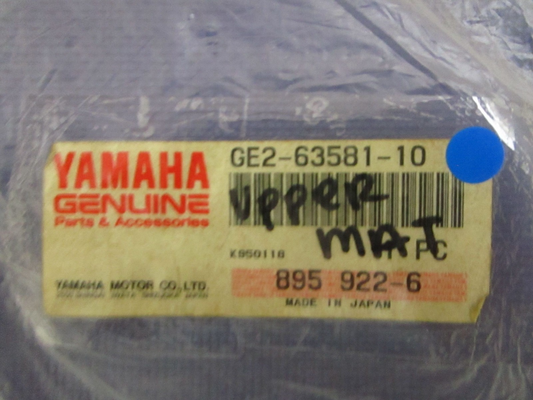 YAMAHA
GENUINE
Parts & Accessories
GE2-63581-10
UPPER
MAT
PC
K950118
YAMAHA MOTOR CO., LTD.
895 922-6
MADE IN JAPAN